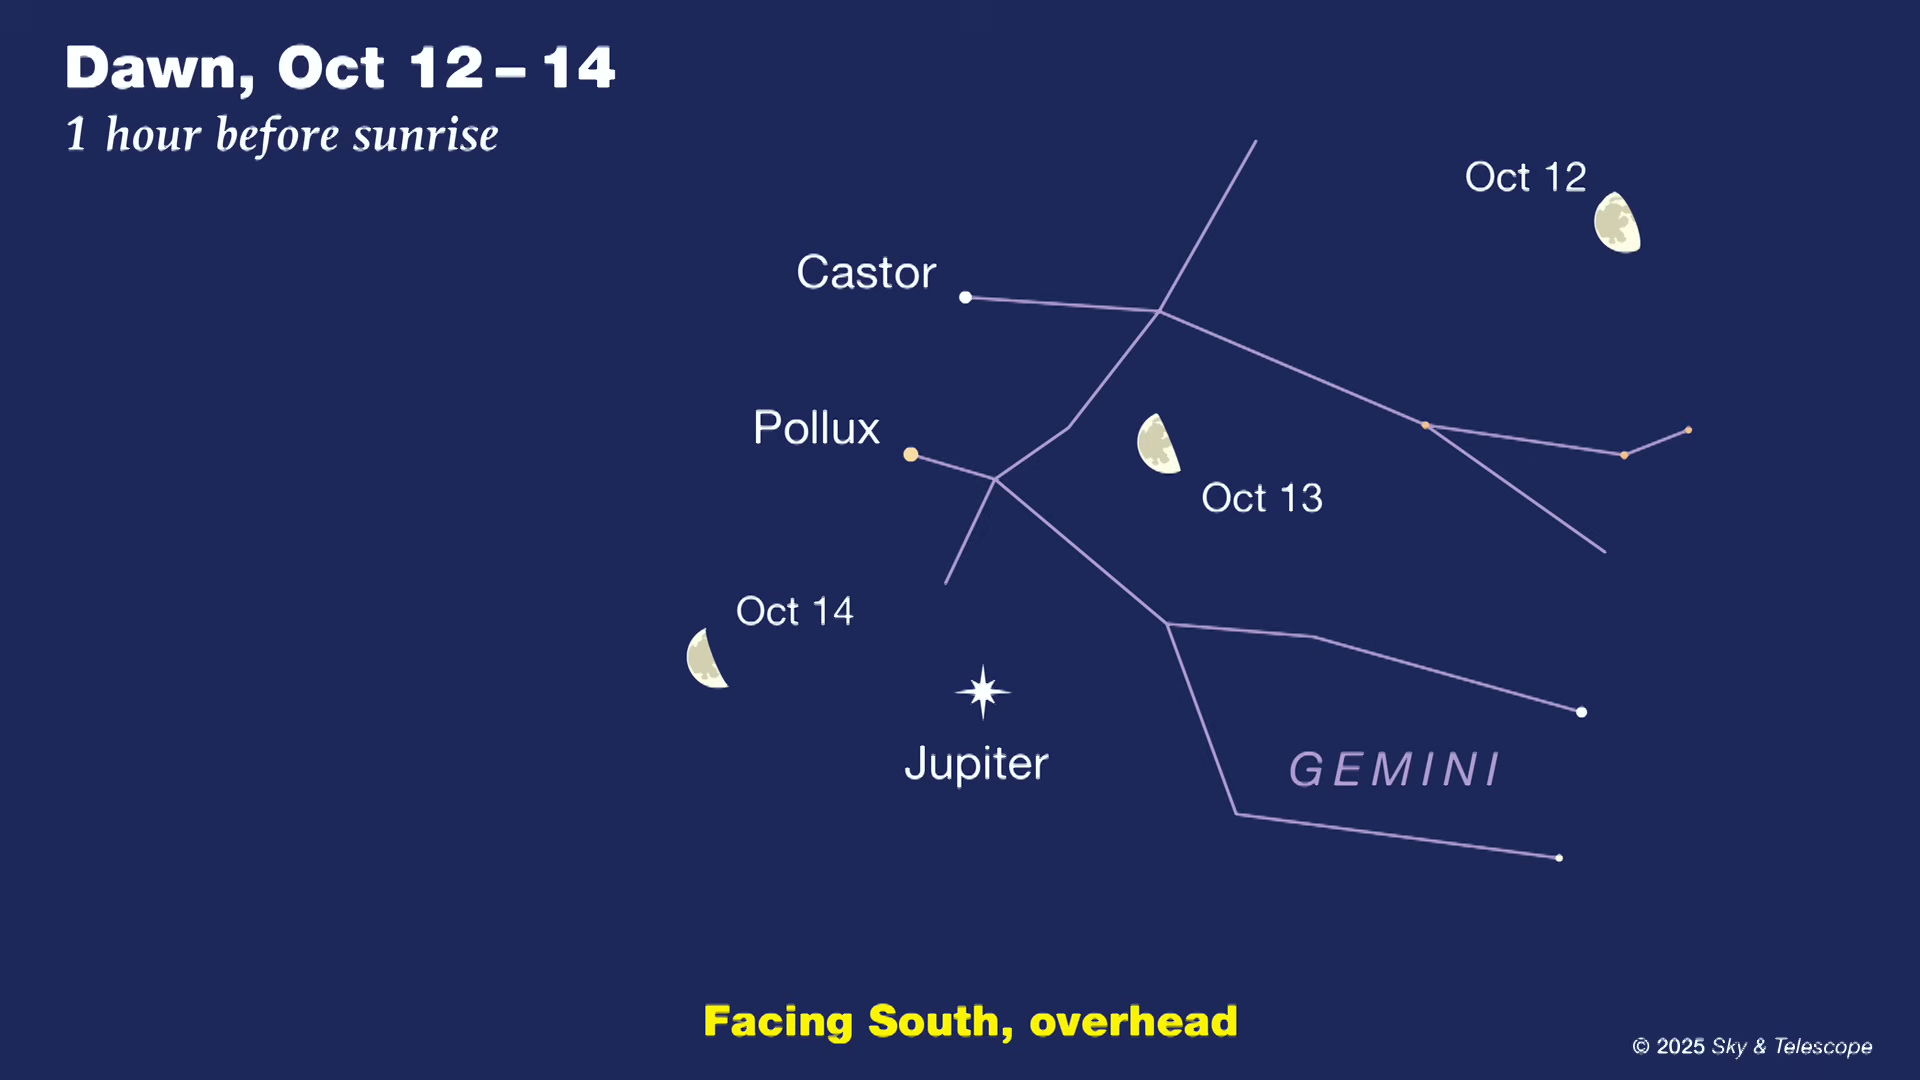 Dawn, Oct 12 – 14
1 hour before sunrise
Oct 12
Castor
Pollux
Oct 13
Oct 14
Jupiter
GEMINI
Facing South, overhead
© 2025 Sky & Telescope